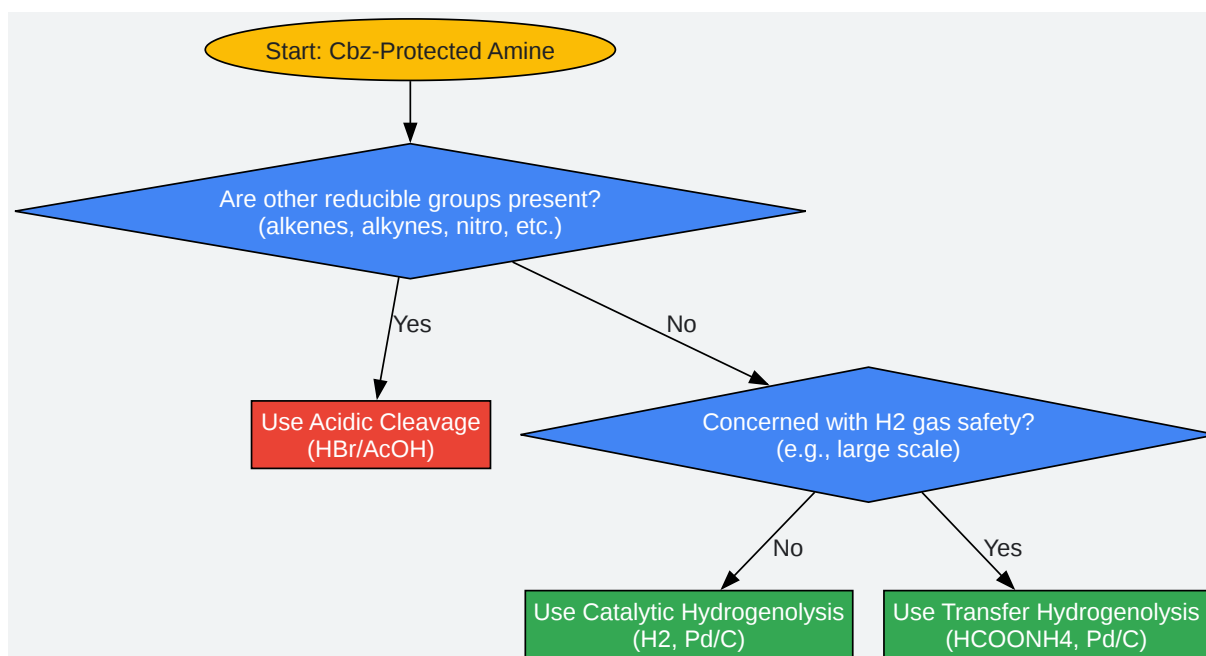 Start: Cbz-Protected Amine
Are other reducible groups present?
(alkenes, alkynes, nitro, etc.)
Yes
No
Use Acidic Cleavage
(HBr/AcOH)
Concerned with H2 gas safety?
(e.g., large scale)
No
Yes
Use Catalytic Hydrogenolysis
(H2, Pd/C)
Use Transfer Hydrogenolysis
(HCOONH4, Pd/C)